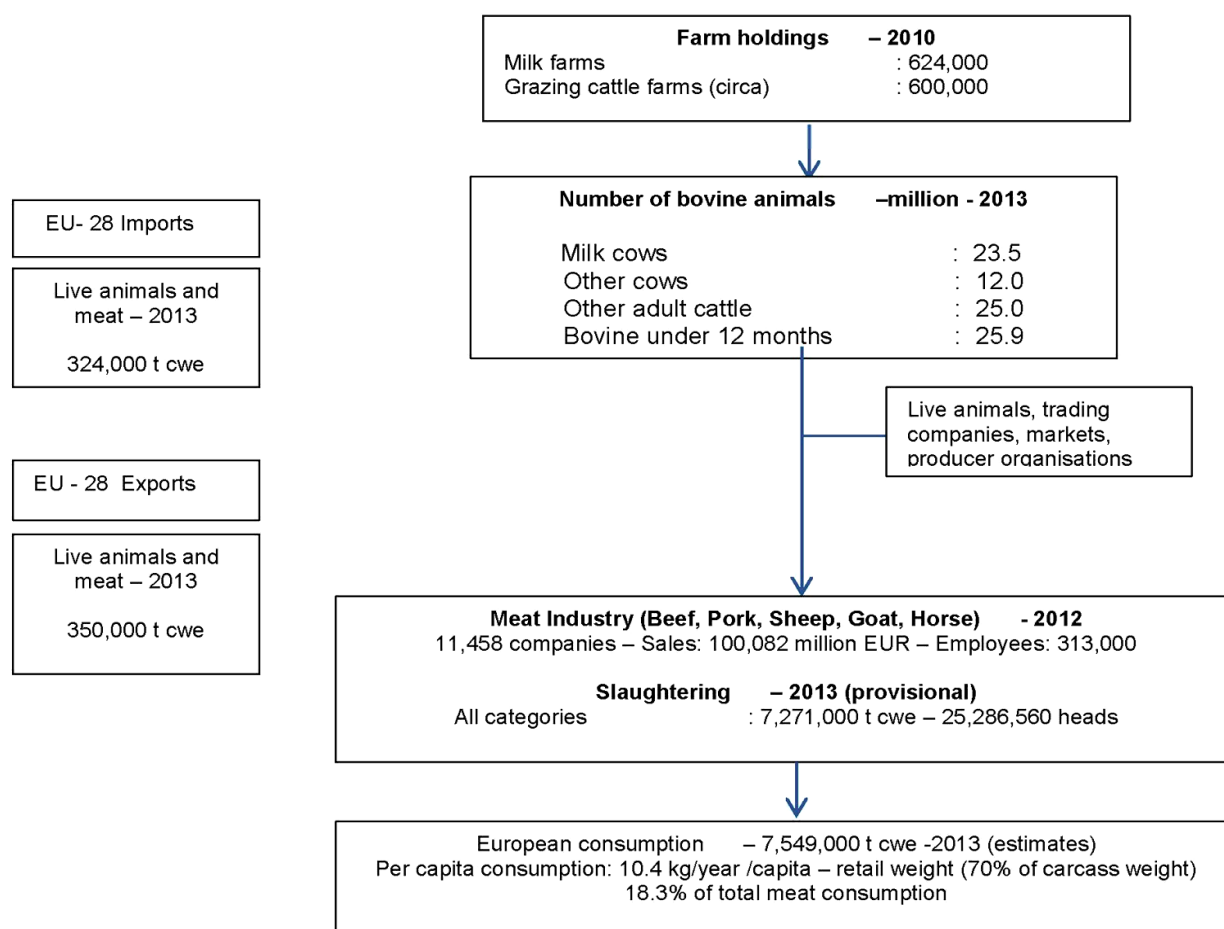 Farm holdings – 2010
Milk farms : 624,000
Grazing cattle farms (circa) : 600,000
Number of bovine animals –million - 2013
Milk cows : 23.5
Other cows : 12.0
Other adult cattle : 25.0
Bovine under 12 months : 25.9
EU- 28 Imports
Live animals and
meat – 2013
324,000 t cwe
Live animals, trading
companies, markets,
producer organisations
EU - 28 Exports
Live animals and
meat – 2013
350,000 t cwe
Meat Industry (Beef, Pork, Sheep, Goat, Horse) - 2012
11,458 companies – Sales: 100,082 million EUR – Employees: 313,000
Slaughtering – 2013 (provisional)
All categories : 7,271,000 t cwe – 25,286,560 heads
European consumption – 7,549,000 t cwe -2013 (estimates)
Per capita consumption: 10.4 kg/year /capita – retail weight (70% of carcass weight)
18.3% of total meat consumption